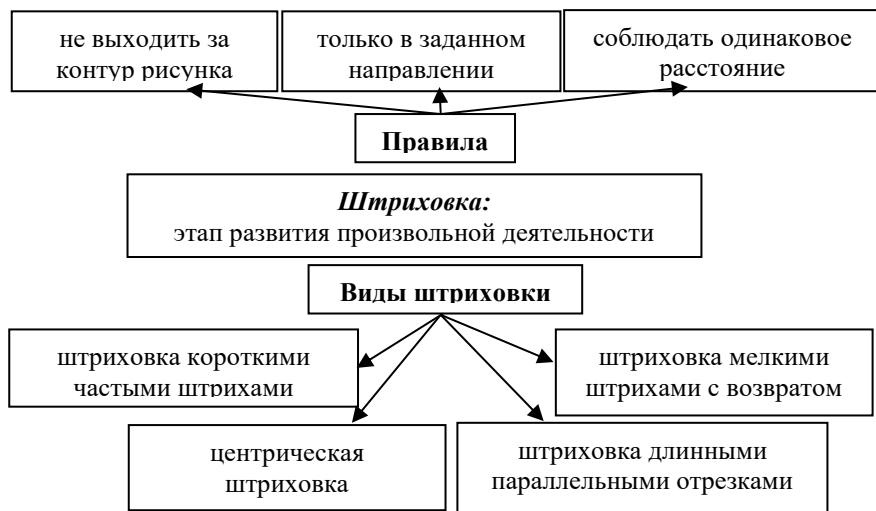 не выходить за
контур рисунка
только в заданном
направлении
соблюдать одинаковое
расстояние
Правила
Штриховка:
этап развития произвольной деятельности
Виды штриховки
штриховка короткими
частыми штрихами
штриховка мелкими
штрихами с возвратом
центрическая
штриховка
штриховка длинными
параллельными отрезками